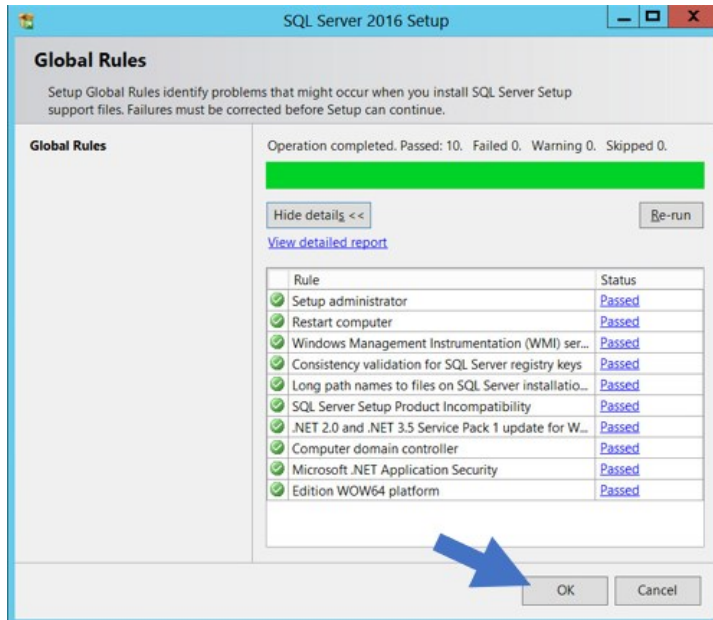 SQL Server 2016 Setup
Global Rules
Setup Global Rules identify problems that might occur when you install SQL Server Setup
support files. Failures must be corrected before Setup can continue.
Global Rules
Operation completed. Passed: 10. Failed 0. Warning 0. Skipped 0.
Hide details <<
Re-run
View detailed report
Rule Status
Setup administrator Passed
Restart computer Passed
Windows Management Instrumentation (WMI) ser... Passed
Consistency validation for SQL Server registry keys Passed
Long path names to files on SQL Server installatio... Passed
SQL Server Setup Product Incompatibility Passed
.NET 2.0 and .NET 3.5 Service Pack 1 update for W... Passed
Computer domain controller Passed
Microsoft .NET Application Security Passed
Edition WOW64 platform Passed
OK Cancel